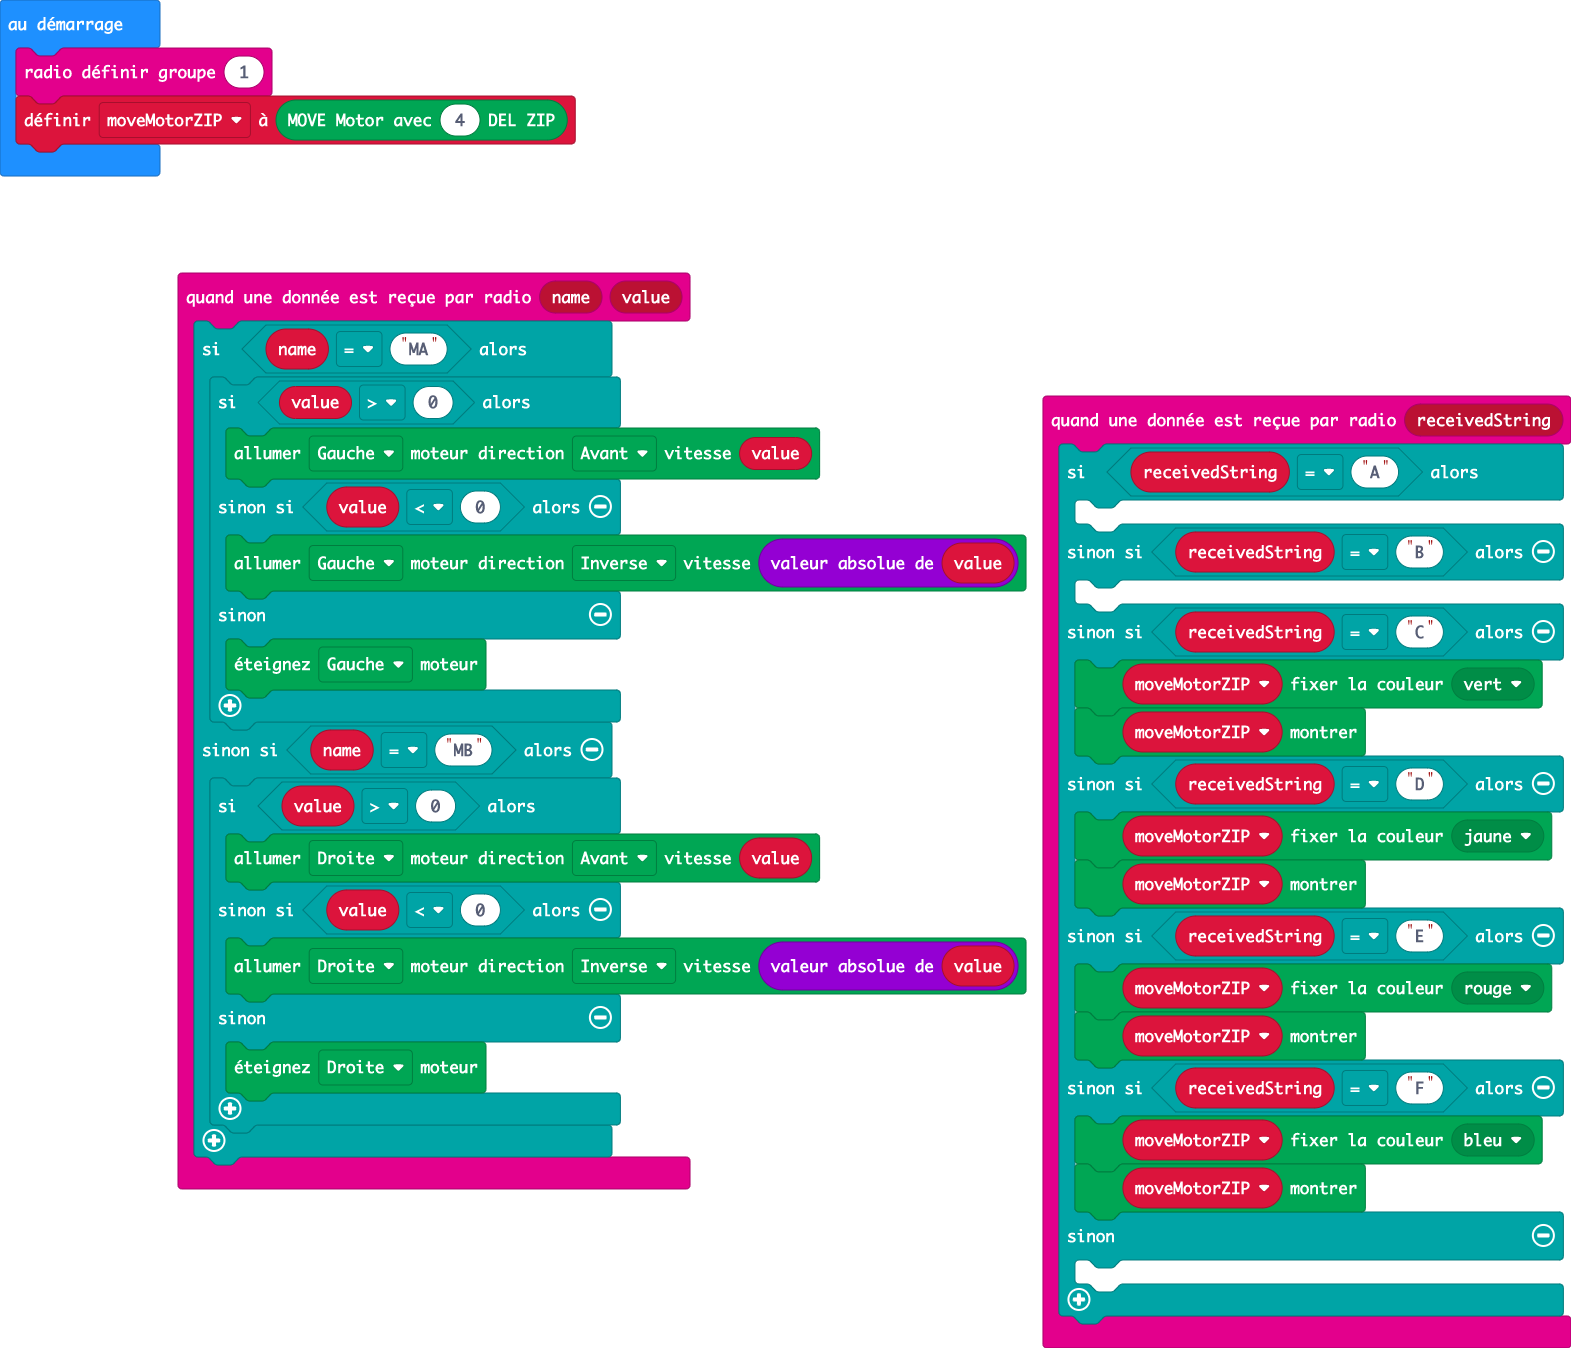 au démarrage
radio définir groupe 1
définir moveMotorZIP à MOVE Motor avec 4 DEL ZIP
quand une donnée est reçue par radio name value
si name = "MA" alors
si value > 0 alors
allumer Gauche moteur direction Avant vitesse value
sinon si value < 0 alors
allumer Gauche moteur direction Inverse vitesse valeur absolue de value
sinon
éteignez Gauche moteur
sinon si name = "MB" alors
si value > 0 alors
allumer Droite moteur direction Avant vitesse value
sinon si value < 0 alors
allumer Droite moteur direction Inverse vitesse valeur absolue de value
sinon
éteignez Droite moteur
quand une donnée est reçue par radio receivedString
si receivedString = "A" alors
sinon si receivedString = "B" alors
sinon si receivedString = "C" alors
moveMotorZIP fixer la couleur vert
moveMotorZIP montrer
sinon si receivedString = "D" alors
moveMotorZIP fixer la couleur jaune
moveMotorZIP montrer
sinon si receivedString = "E" alors
moveMotorZIP fixer la couleur rouge
moveMotorZIP montrer
sinon si receivedString = "F" alors
moveMotorZIP fixer la couleur bleu
moveMotorZIP montrer
sinon